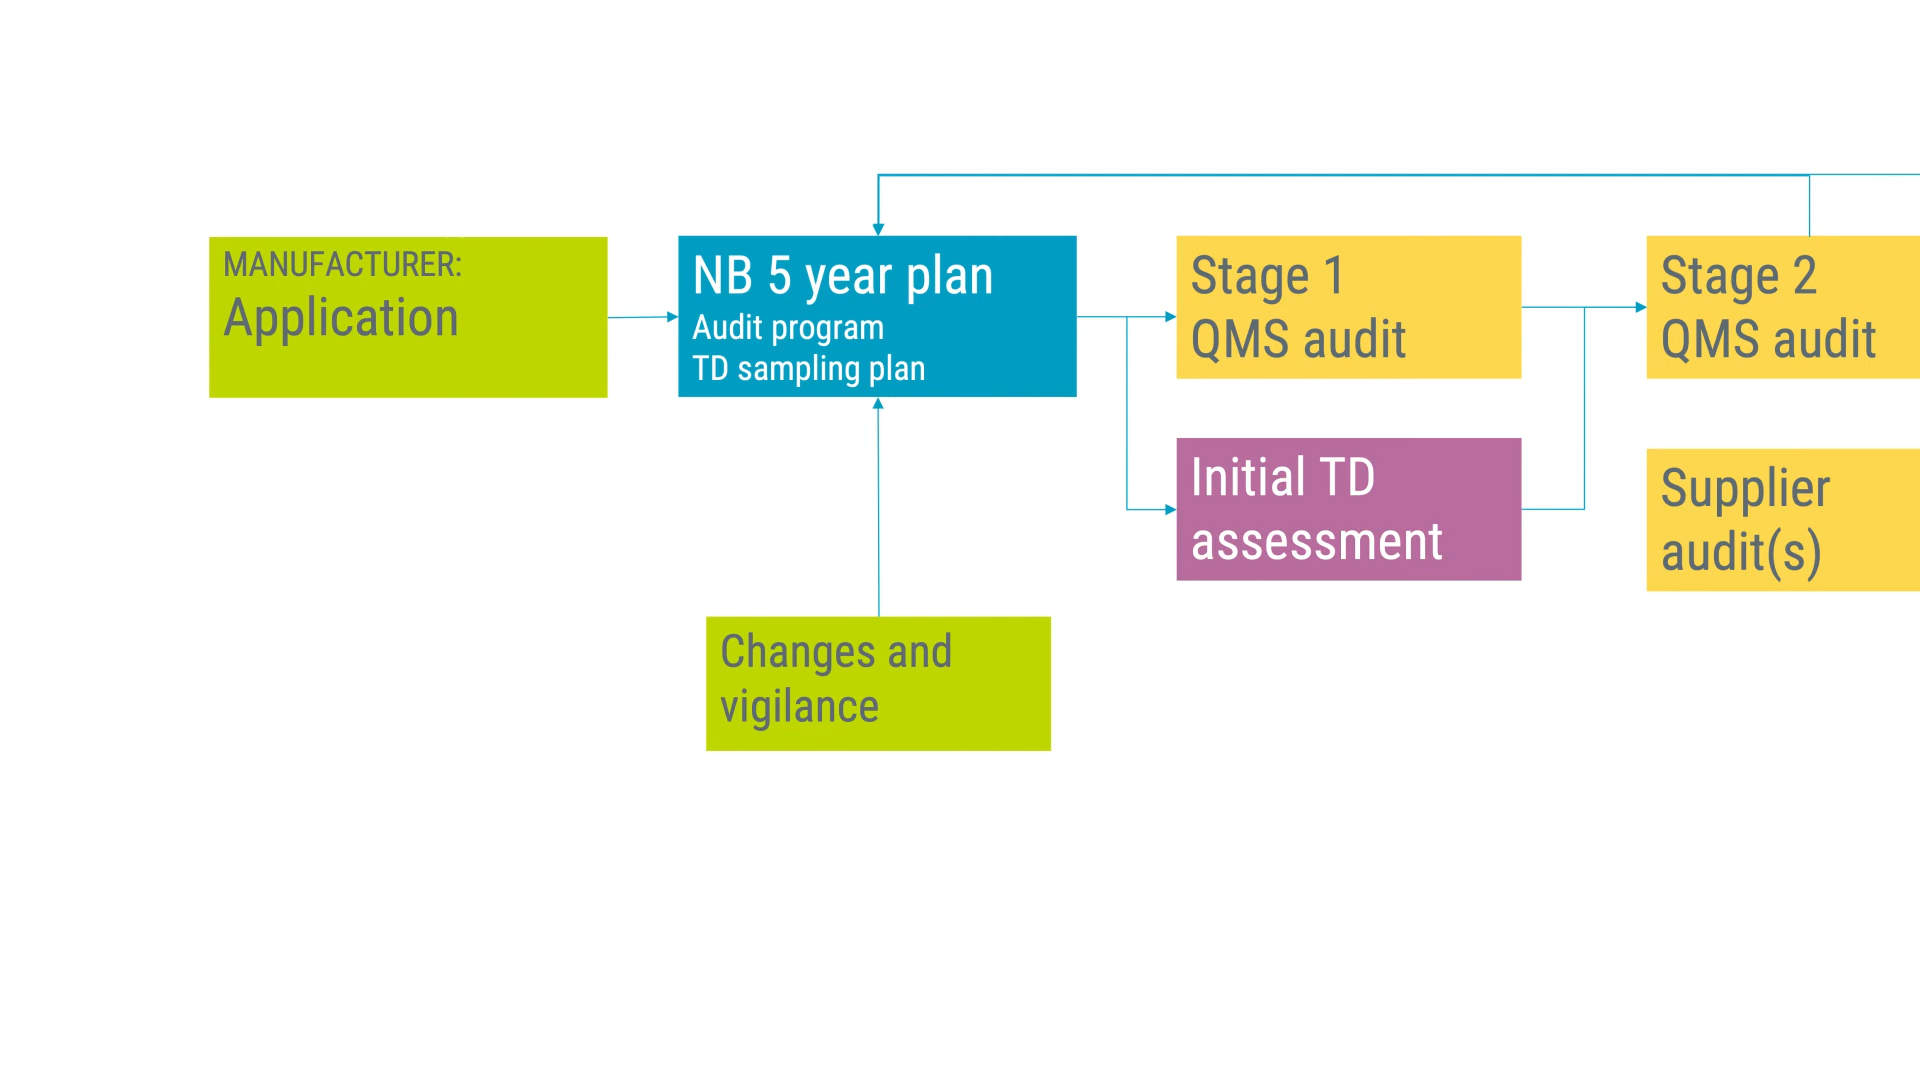 MANUFACTURER:
Application
NB 5 year plan
Audit program
TD sampling plan
Stage 1
QMS audit
Stage 2
QMS audit
Initial TD
assessment
Supplier
audit(s)
Changes and
vigilance